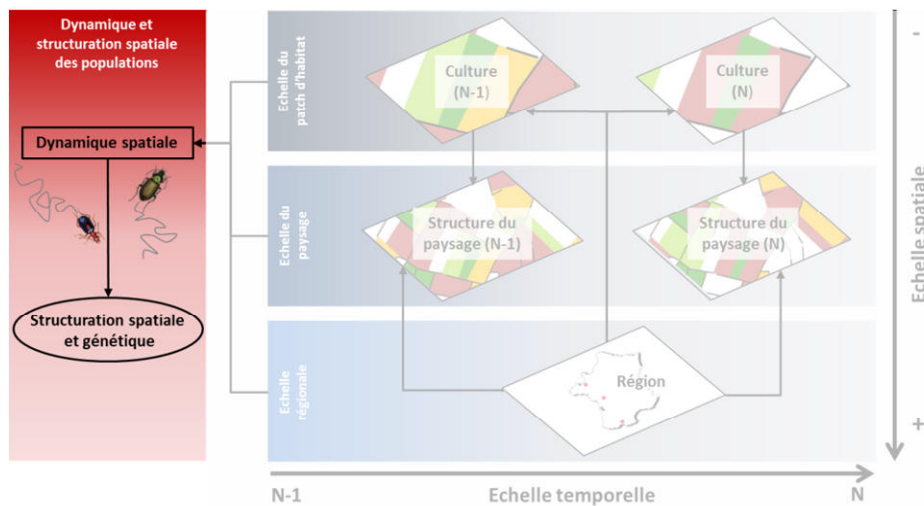 Dynamique et
structuration spatiale
des populations
Dynamique spatiale
Structuration spatiale
et génétique
Echelle du
patch d'habitat
Culture
(N-1)
Culture
(N)
Echelle du
paysage
Structure du
paysage (N-1)
Structure du
paysage (N)
Echelle
régionale
Région
-
Echelle spatiale
+
N-1
Echelle temporelle
N